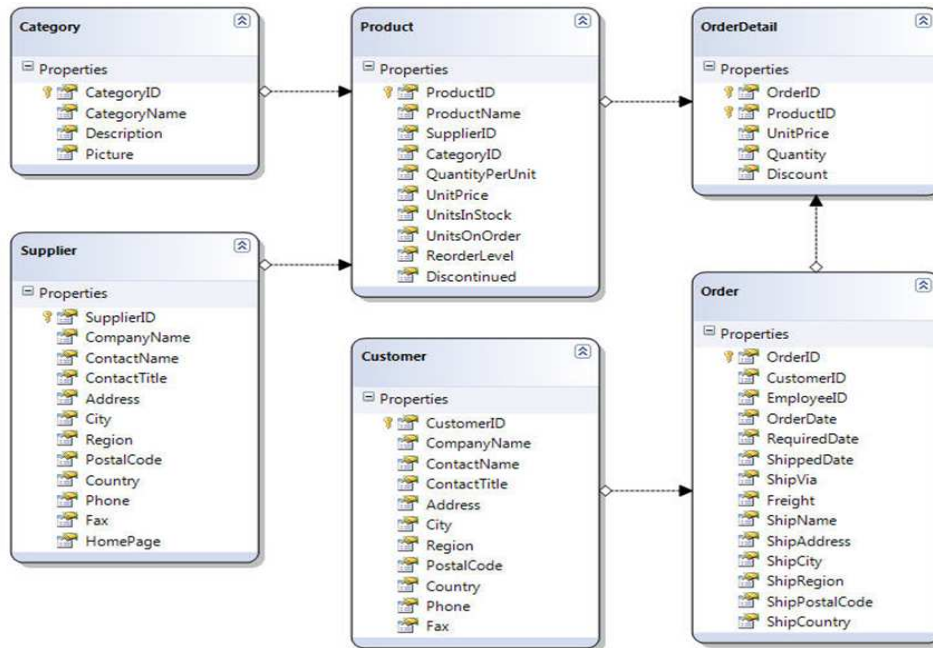 Category
Properties
CategoryID
CategoryName
Description
Picture
Product
Properties
ProductID
ProductName
SupplierID
CategoryID
QuantityPerUnit
UnitPrice
UnitsInStock
UnitsOnOrder
ReorderLevel
Discontinued
OrderDetail
Properties
OrderID
ProductID
UnitPrice
Quantity
Discount
Supplier
Properties
SupplierID
CompanyName
ContactName
ContactTitle
Address
City
Region
PostalCode
Country
Phone
Fax
HomePage
Customer
Properties
CustomerID
CompanyName
ContactName
ContactTitle
Address
City
Region
PostalCode
Country
Phone
Fax
Order
Properties
OrderID
CustomerID
EmployeeID
OrderDate
RequiredDate
ShippedDate
ShipVia
Freight
ShipName
ShipAddress
ShipCity
ShipRegion
ShipPostalCode
ShipCountry